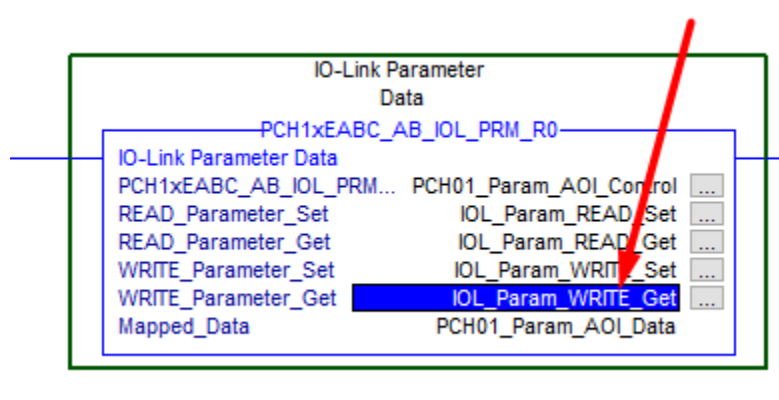 IO-Link Parameter
Data
PCH1xEABC_AB_IOL_PRM_R0
IO-Link Parameter Data
PCH1xEABC_AB_IOL_PRM... PCH01_Param_AOI_Control ...
READ_Parameter_Set IOL_Param_READ_Set ...
READ_Parameter_Get IOL_Param_READ_Get ...
WRITE_Parameter_Set IOL_Param_WRITE_Set ...
WRITE_Parameter_Get IOL_Param_WRITE_Get ...
Mapped_Data PCH01_Param_AOI_Data